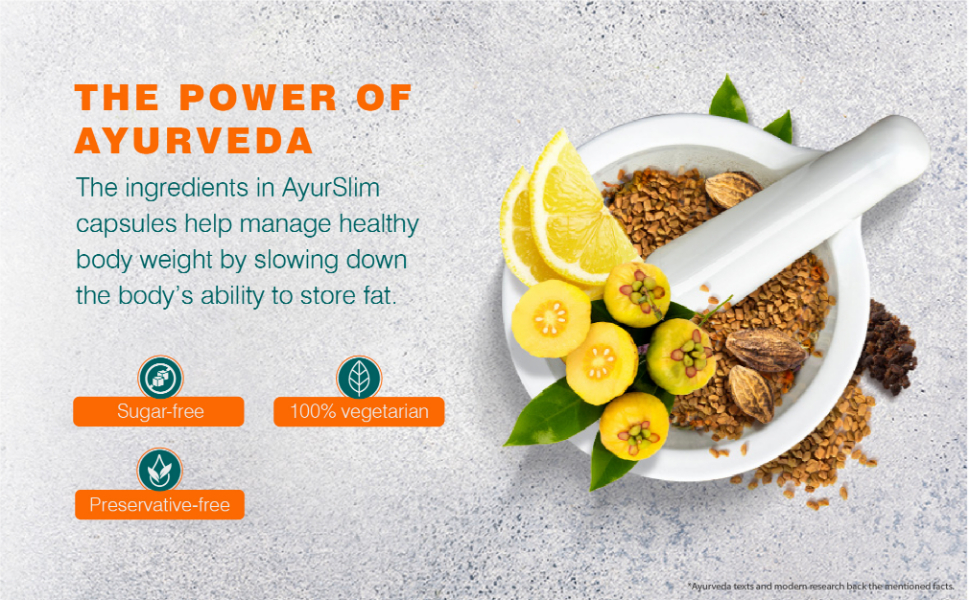 THE POWER OF
AYURVEDA
The ingredients in AyurSlim
capsules help manage healthy
body weight by slowing down
the body's ability to store fat.
Sugar-free
100% vegetarian
Preservative-free
*Ayurveda texts and modern research back the mentioned facts.